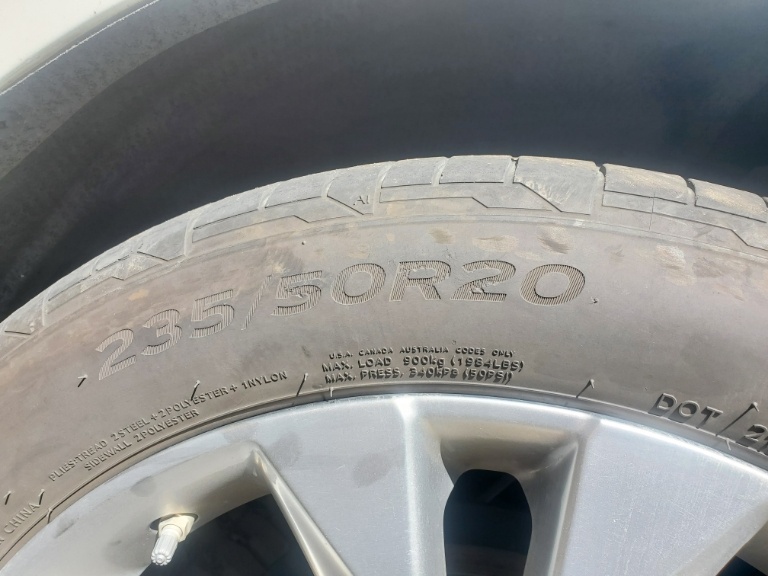 AI
235/50R20
U.S.A. CANADA AUSTRALIA CODES ONLY
MAX. LOAD 900kg (1984LBS)
MAX. PRESS. 340KPa (50PSI)
PLIES:TREAD 2STEEL+2POLYESTER+1NYLON
SIDEWALL 2POLYESTER
DOT
CHINA